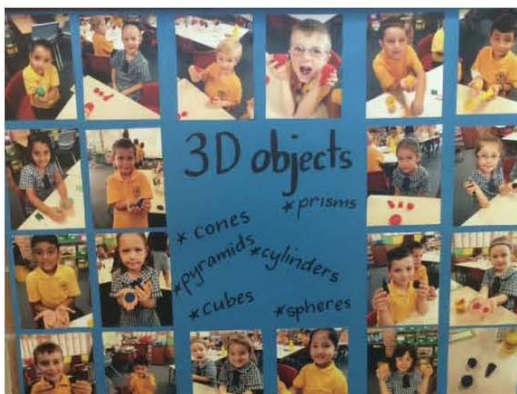 3D objects
* prisms
* cones
* pyramids
* cylinders
* cubes
* spheres